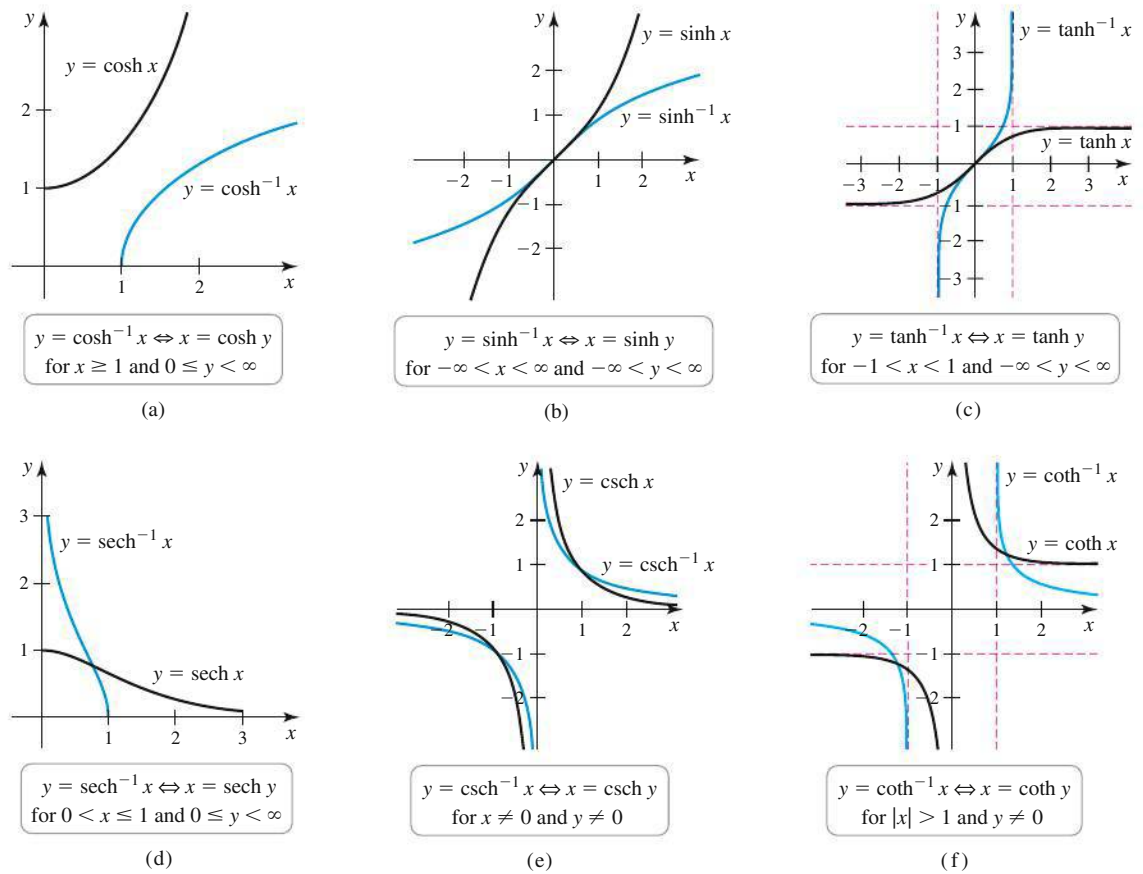 y
y = cosh x
2
1
y = cosh⁻¹ x
1 2 x
y = cosh⁻¹ x ⇔ x = cosh y
for x ≥ 1 and 0 ≤ y < ∞
(a)
y
y = sinh x
2
1
y = sinh⁻¹ x
−2 −1 1 2 x
−1
−2
y = sinh⁻¹ x ⇔ x = sinh y
for −∞ < x < ∞ and −∞ < y < ∞
(b)
y
y = tanh⁻¹ x
3
2
1
y = tanh x
−3 −2 −1 1 2 3 x
−1
−2
−3
y = tanh⁻¹ x ⇔ x = tanh y
for −1 < x < 1 and −∞ < y < ∞
(c)
y
3
y = sech⁻¹ x
2
1
y = sech x
1 2 3 x
y = sech⁻¹ x ⇔ x = sech y
for 0 < x ≤ 1 and 0 ≤ y < ∞
(d)
y
y = csch x
2
1
y = csch⁻¹ x
−2 −1 1 2 x
−1
−2
y = csch⁻¹ x ⇔ x = csch y
for x ≠ 0 and y ≠ 0
(e)
y
y = coth⁻¹ x
2
y = coth x
1
−2 −1 1 2 x
−1
−2
y = coth⁻¹ x ⇔ x = coth y
for |x| > 1 and y ≠ 0
(f)